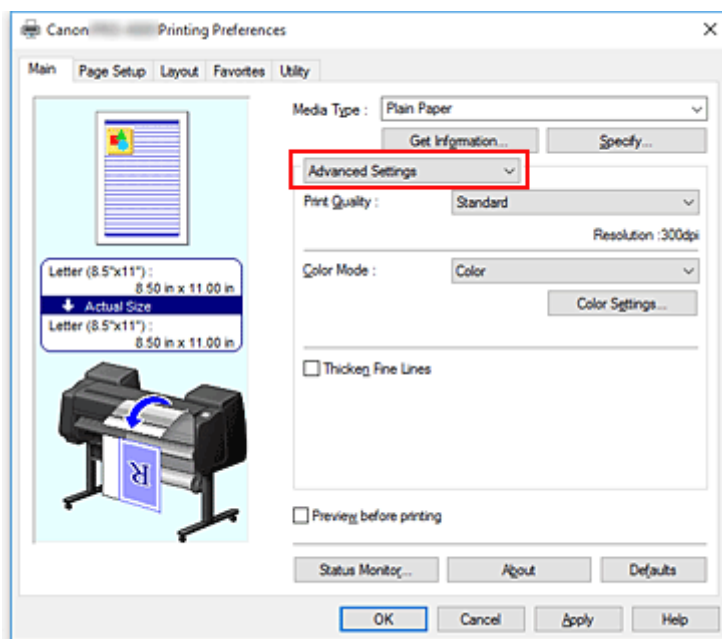 Canon Printing Preferences
Main Page Setup Layout Favorites Utility
Media Type : Plain Paper
Get Information... Specify...
Advanced Settings
Print Quality : Standard
Resolution :300dpi
Color Mode : Color
Color Settings...
Thicken Fine Lines
Letter (8.5"x11") :
8.50 in x 11.00 in
Actual Size
Letter (8.5"x11") :
8.50 in x 11.00 in
R
Preview before printing
Status Monitor... About Defaults
OK Cancel Apply Help